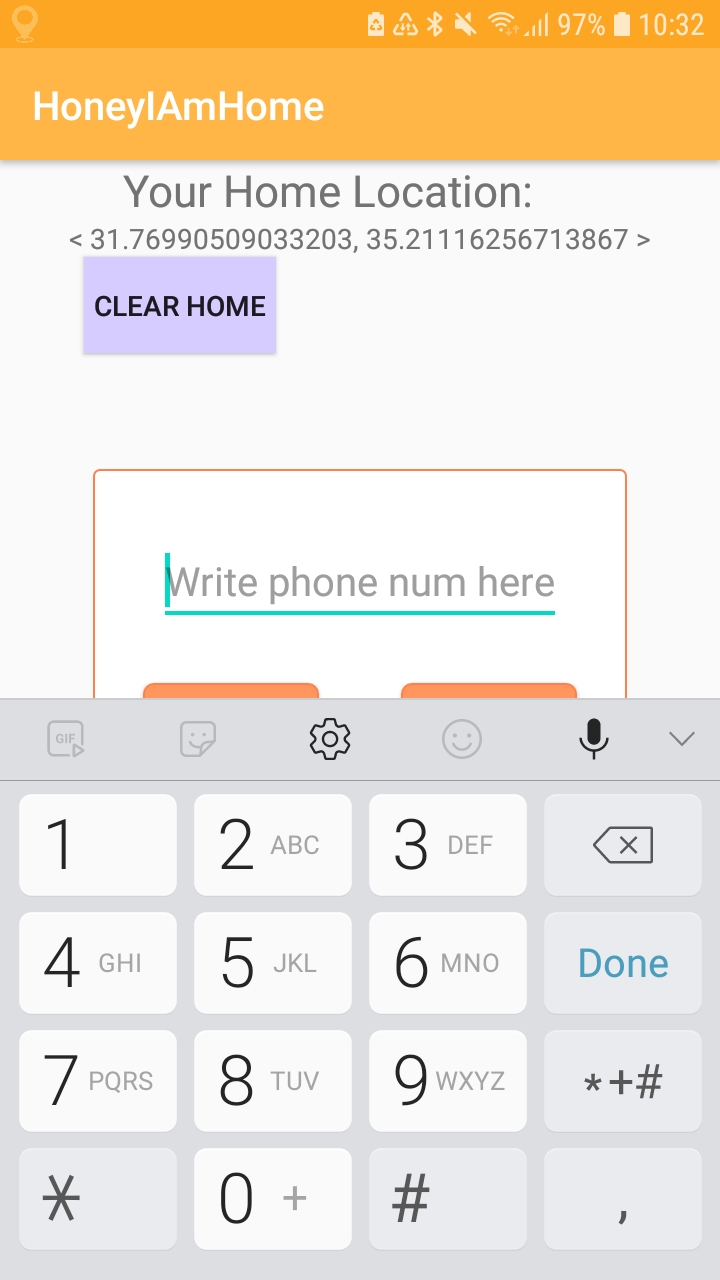 97% 10:32
HoneyIAmHome
Your Home Location:
< 31.76990509033203, 35.21116256713867 >
CLEAR HOME
Write phone num here
GIF
1 2 ABC 3 DEF
4 GHI 5 JKL 6 MNO Done
7 PQRS 8 TUV 9 WXYZ *+#
* 0 + # ,